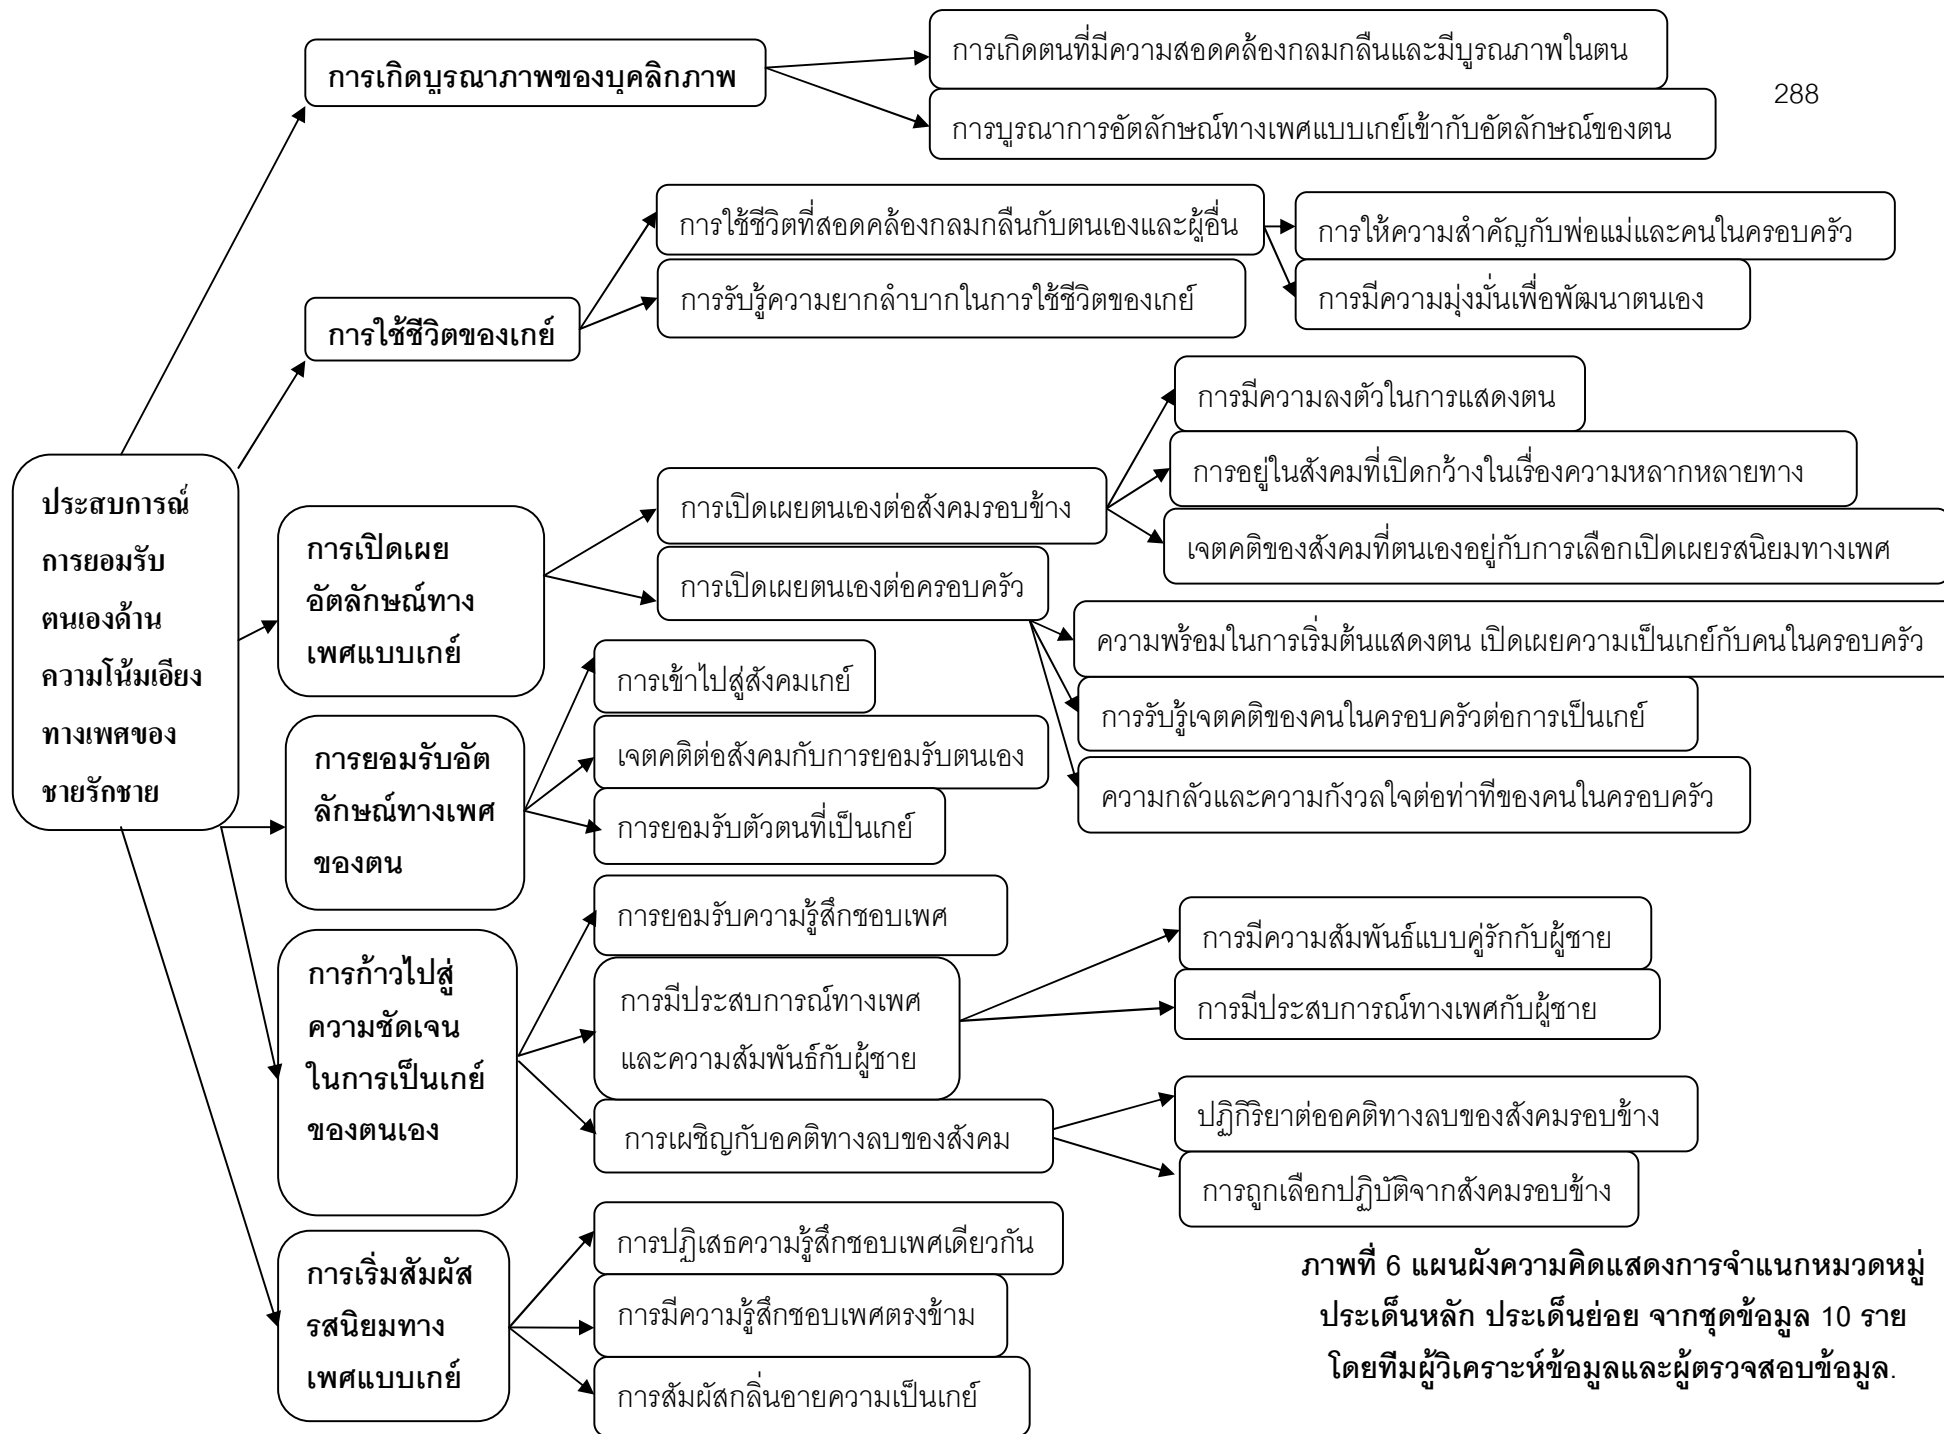 288
การเกิดบูรณาภาพของบุคลิกภาพ
การเกิดตนที่มีความสอดคล้องกลมกลืนและมีบูรณภาพในตน
การบูรณาการอัตลักษณ์ทางเพศแบบเกย์เข้ากับอัตลักษณ์ของตน
การใช้ชีวิตของเกย์
การใช้ชีวิตที่สอดคล้องกลมกลืนกับตนเองและผู้อื่น
การให้ความสำคัญกับพ่อแม่และคนในครอบครัว
การมีความมุ่งมั่นเพื่อพัฒนาตนเอง
การรับรู้ความยากลำบากในการใช้ชีวิตของเกย์
ประสบการณ์
การยอมรับ
ตนเองด้าน
ความโน้มเอียง
ทางเพศของ
ชายรักชาย
การเปิดเผย
อัตลักษณ์ทาง
เพศแบบเกย์
การเปิดเผยตนเองต่อสังคมรอบข้าง
การมีความลงตัวในการแสดงตน
การอยู่ในสังคมที่เปิดกว้างในเรื่องความหลากหลายทาง
เจตคติของสังคมที่ตนเองอยู่กับการเลือกเปิดเผยรสนิยมทางเพศ
การเปิดเผยตนเองต่อครอบครัว
ความพร้อมในการเริ่มต้นแสดงตน เปิดเผยความเป็นเกย์กับคนในครอบครัว
การรับรู้เจตคติของคนในครอบครัวต่อการเป็นเกย์
ความกลัวและความกังวลใจต่อท่าทีของคนในครอบครัว
การยอมรับอัต
ลักษณ์ทางเพศ
ของตน
การเข้าไปสู่สังคมเกย์
เจตคติต่อสังคมกับการยอมรับตนเอง
การยอมรับตัวตนที่เป็นเกย์
การก้าวไปสู่
ความชัดเจน
ในการเป็นเกย์
ของตนเอง
การยอมรับความรู้สึกชอบเพศ
การมีประสบการณ์ทางเพศ
และความสัมพันธ์กับผู้ชาย
การมีความสัมพันธ์แบบคู่รักกับผู้ชาย
การมีประสบการณ์ทางเพศกับผู้ชาย
การเผชิญกับอคติทางลบของสังคม
ปฏิกิริยาต่ออคติทางลบของสังคมรอบข้าง
การถูกเลือกปฏิบัติจากสังคมรอบข้าง
การเริ่มสัมผัส
รสนิยมทาง
เพศแบบเกย์
การปฏิเสธความรู้สึกชอบเพศเดียวกัน
การมีความรู้สึกชอบเพศตรงข้าม
การสัมผัสกลิ่นอายความเป็นเกย์
ภาพที่ 6 แผนผังความคิดแสดงการจำแนกหมวดหมู่
ประเด็นหลัก ประเด็นย่อย จากชุดข้อมูล 10 ราย
โดยทีมผู้วิเคราะห์ข้อมูลและผู้ตรวจสอบข้อมูล.